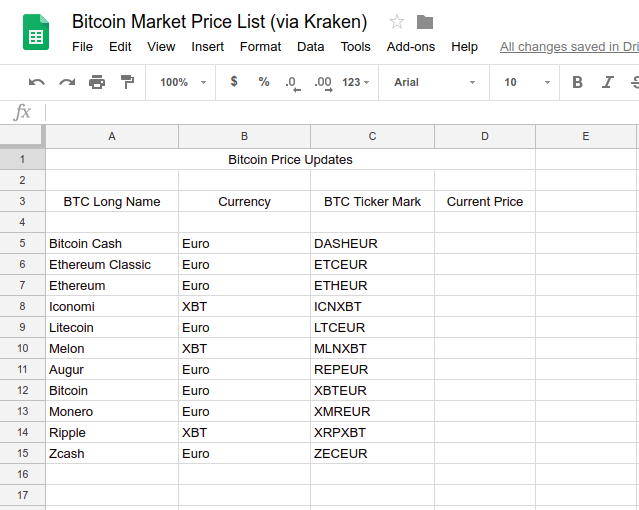 Bitcoin Market Price List (via Kraken)
File Edit View Insert Format Data Tools Add-ons Help All changes saved in Dri
100% $ % .0 .00 123 Arial 10 B I S
fx
A B C D E
1 Bitcoin Price Updates
2
3 BTC Long Name Currency BTC Ticker Mark Current Price
4
5 Bitcoin Cash Euro DASHEUR
6 Ethereum Classic Euro ETCEUR
7 Ethereum Euro ETHEUR
8 Iconomi XBT ICNXBT
9 Litecoin Euro LTCEUR
10 Melon XBT MLNXBT
11 Augur Euro REPEUR
12 Bitcoin Euro XBTEUR
13 Monero Euro XMREUR
14 Ripple XBT XRPXBT
15 Zcash Euro ZECEUR
16
17